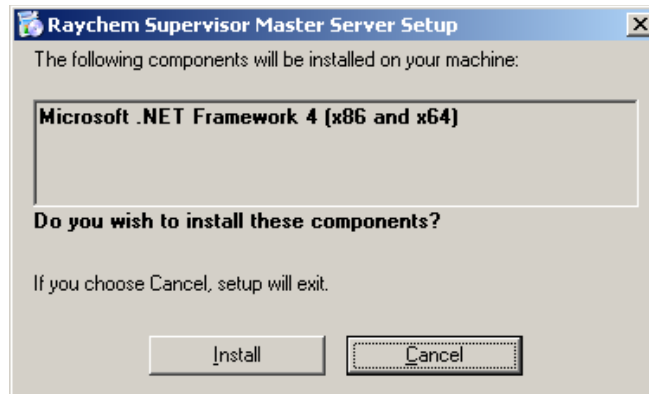 Raychem Supervisor Master Server Setup
The following components will be installed on your machine:
Microsoft .NET Framework 4 (x86 and x64)
Do you wish to install these components?
If you choose Cancel, setup will exit.
Install
Cancel